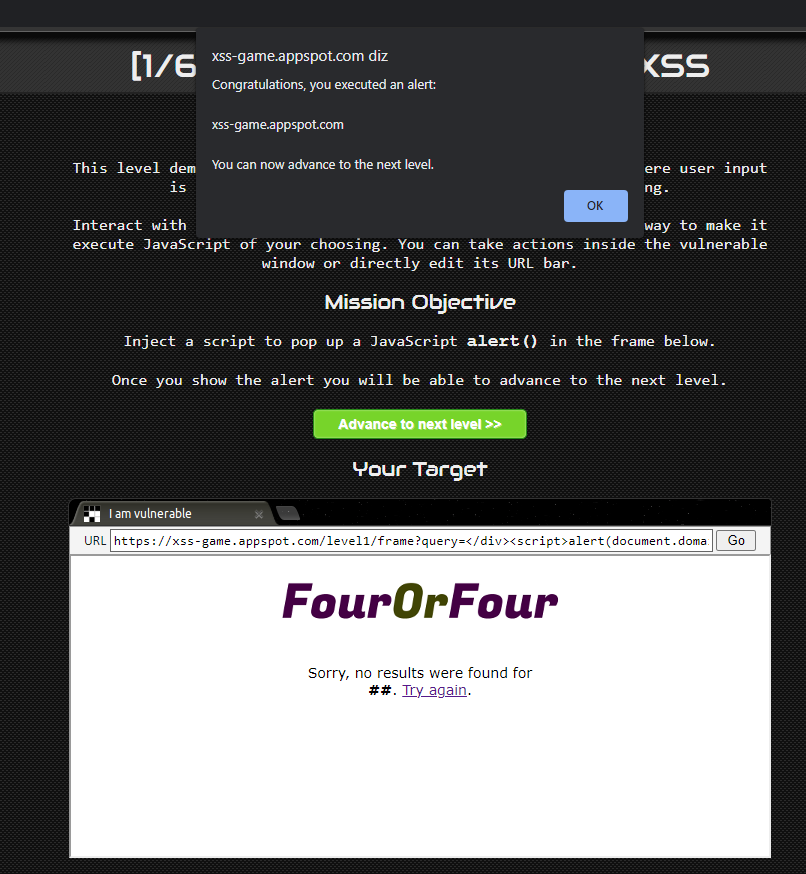 xss-game.appspot.com diz
Congratulations, you executed an alert:
xss-game.appspot.com
You can now advance to the next level.
OK
[1/6 XSS
This level dem ere user input
is ng.
Interact with way to make it
execute JavaScript of your choosing. You can take actions inside the vulnerable
window or directly edit its URL bar.
Mission Objective
Inject a script to pop up a JavaScript alert() in the frame below.
Once you show the alert you will be able to advance to the next level.
Advance to next level >>
Your Target
I am vulnerable
URL https://xss-game.appspot.com/level1/frame?query=</div><script>alert(document.doma Go
FourOrFour
Sorry, no results were found for
##. Try again.